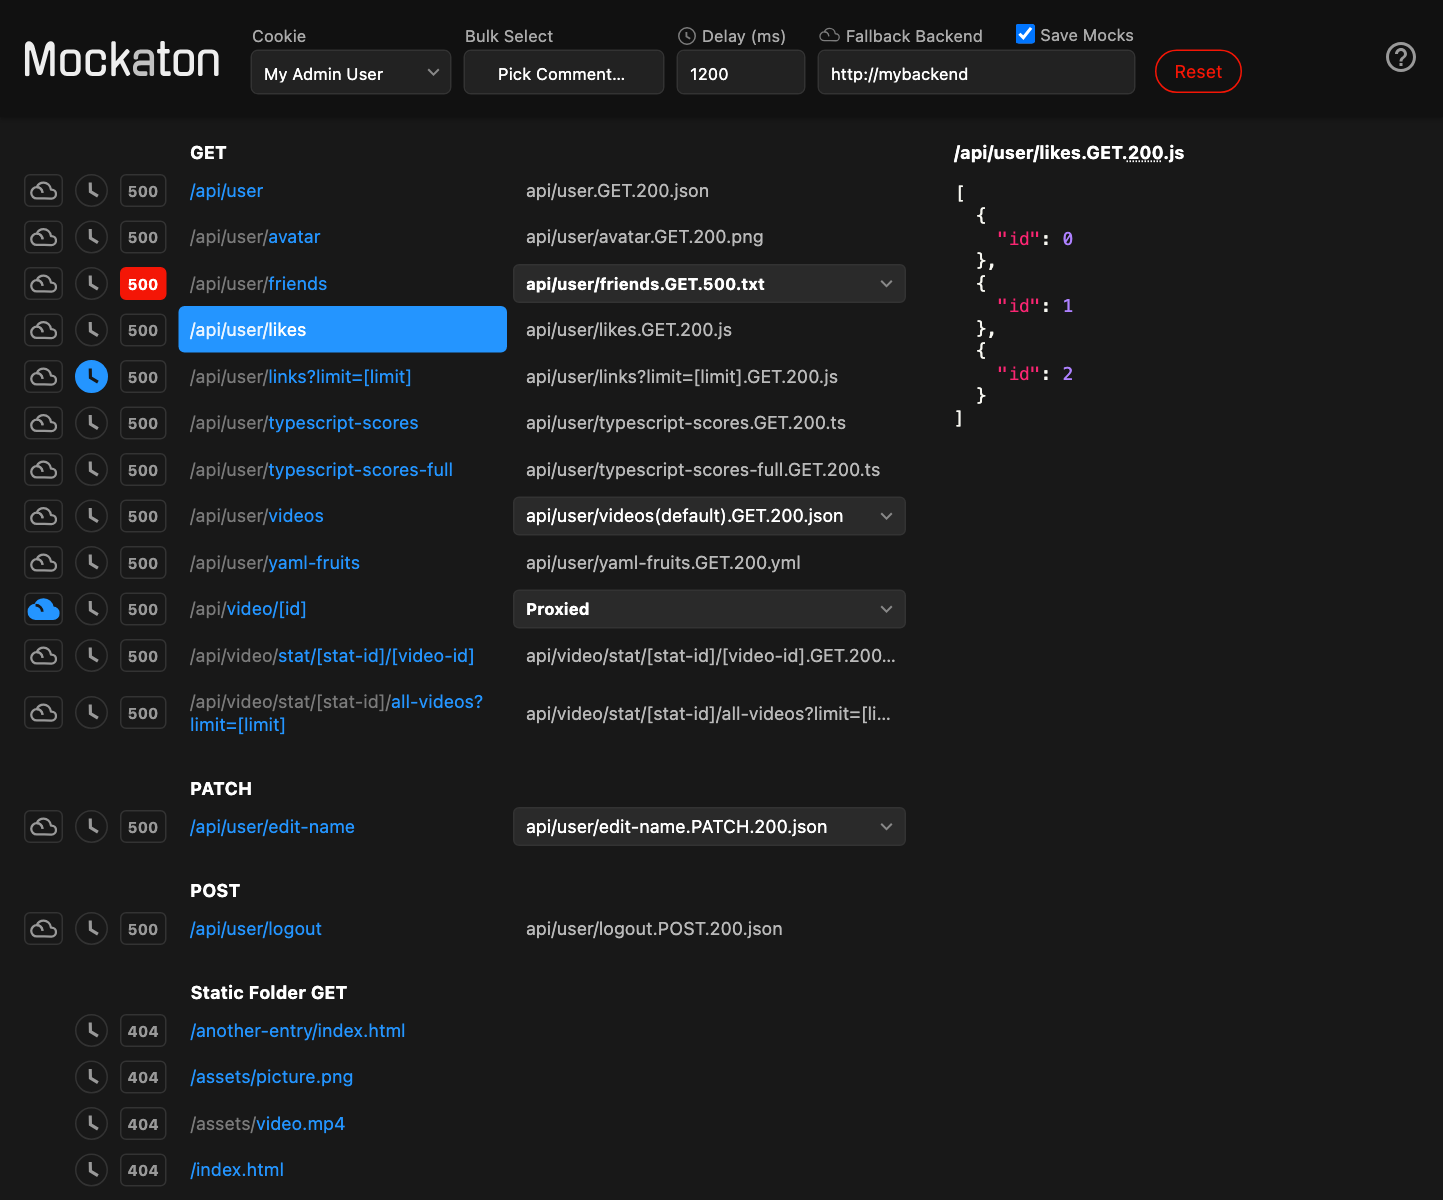 Mockaton
Cookie
My Admin User
Bulk Select
Pick Comment...
Delay (ms)
1200
Fallback Backend
Save Mocks
http://mybackend
Reset
?
GET
500 /api/user api/user.GET.200.json
500 /api/user/avatar api/user/avatar.GET.200.png
500 /api/user/friends api/user/friends.GET.500.txt
500 /api/user/likes api/user/likes.GET.200.js
500 /api/user/links?limit=[limit] api/user/links?limit=[limit].GET.200.js
500 /api/user/typescript-scores api/user/typescript-scores.GET.200.ts
500 /api/user/typescript-scores-full api/user/typescript-scores-full.GET.200.ts
500 /api/user/videos api/user/videos(default).GET.200.json
500 /api/user/yaml-fruits api/user/yaml-fruits.GET.200.yml
500 /api/video/[id] Proxied
500 /api/video/stat/[stat-id]/[video-id] api/video/stat/[stat-id]/[video-id].GET.200...
500 /api/video/stat/[stat-id]/all-videos?
limit=[limit] api/video/stat/[stat-id]/all-videos?limit=[li...
PATCH
500 /api/user/edit-name api/user/edit-name.PATCH.200.json
POST
500 /api/user/logout api/user/logout.POST.200.json
Static Folder GET
404 /another-entry/index.html
404 /assets/picture.png
404 /assets/video.mp4
404 /index.html
/api/user/likes.GET.200.js
[
{
"id": 0
},
{
"id": 1
},
{
"id": 2
}
]